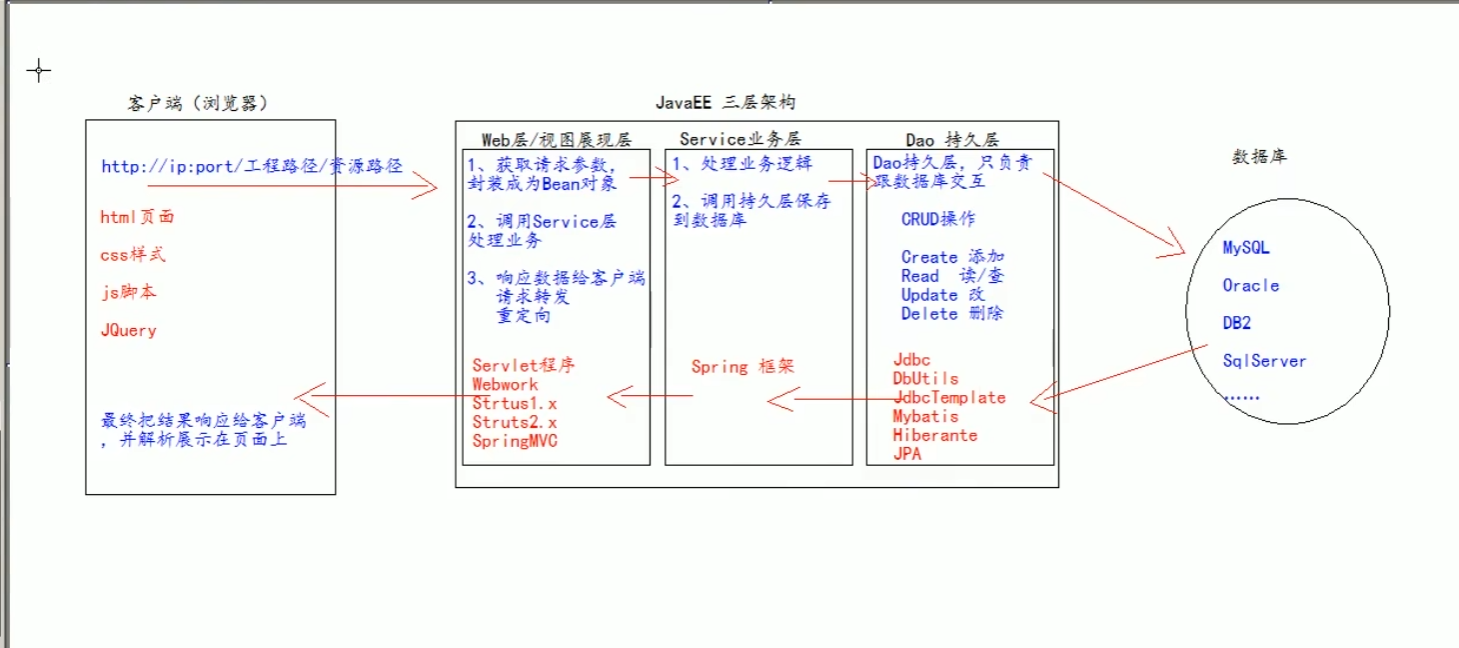 客户端（浏览器）
http://ip:port/工程路径/资源路径
html页面
css样式
js脚本
JQuery
最终把结果响应给客户端
，并解析展示在页面上
JavaEE 三层架构
Web层/视图展现层
1、获取请求参数，
封装成为Bean对象
2、调用Service层
处理业务
3、响应数据给客户端
请求转发
重定向
Servlet程序
Webwork
Strtus1.x
Struts2.x
SpringMVC
Service业务层
1、处理业务逻辑
2、调用持久层保存
到数据库
Spring 框架
Dao 持久层
Dao持久层，只负责
跟数据库交互
CRUD操作
Create 添加
Read 读/查
Update 改
Delete 删除
Jdbc
DbUtils
JdbcTemplate
Mybatis
Hiberante
JPA
数据库
MySQL
Oracle
DB2
SqlServer
......